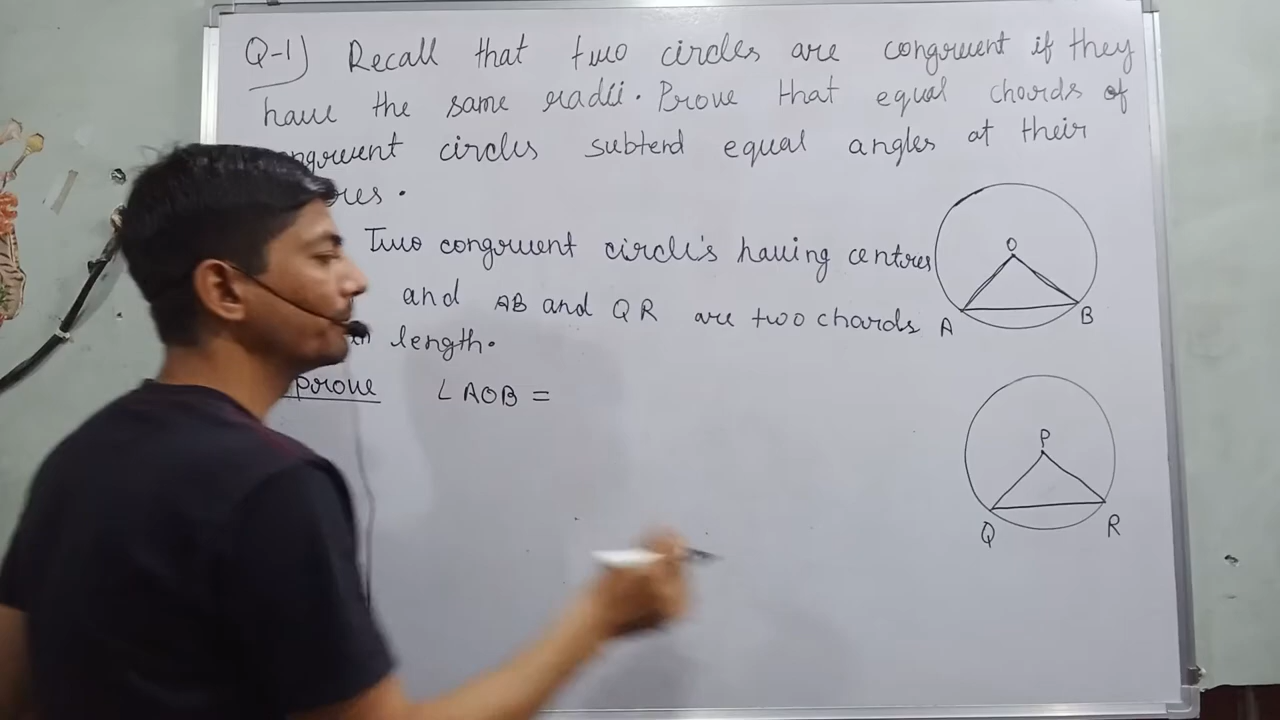 Q-1) Recall that two circles are congruent if they
have the same radii. Prove that equal chords of
ngruent circles subtend equal angles at their
res.
Two congruent circle's having centres
and AB and QR are two chords
length.
prove ∠AOB =
O
A B
P
Q R